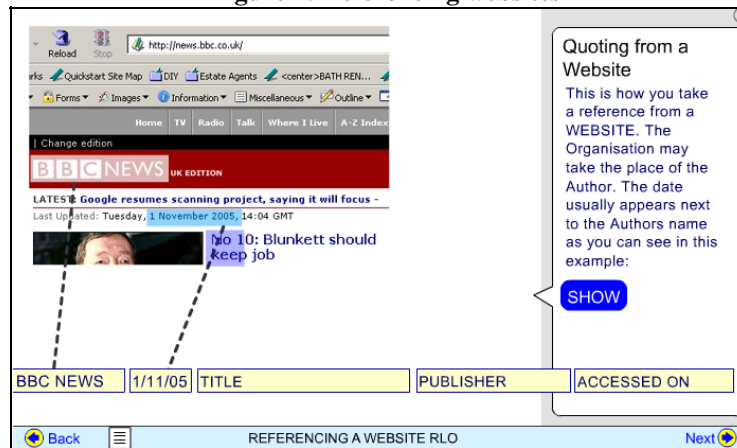 Reload
Stop
http://news.bbc.co.uk/
Quickstart Site Map DIY Estate Agents <center>BATH REN...
Forms Images Information Miscellaneous Outline
Home TV Radio Talk Where I Live A-Z Index
| Change edition
BBC NEWS UK EDITION
LATEST: Google resumes scanning project, saying it will focus -
Last Updated: Tuesday, 1 November 2005, 14:04 GMT
No 10: Blunkett should
keep job
Quoting from a
Website
This is how you take
a reference from a
WEBSITE. The
Organisation may
take the place of the
Author. The date
usually appears next
to the Authors name
as you can see in this
example:
SHOW
BBC NEWS
1/11/05
TITLE
PUBLISHER
ACCESSED ON
Back
REFERENCING A WEBSITE RLO
Next